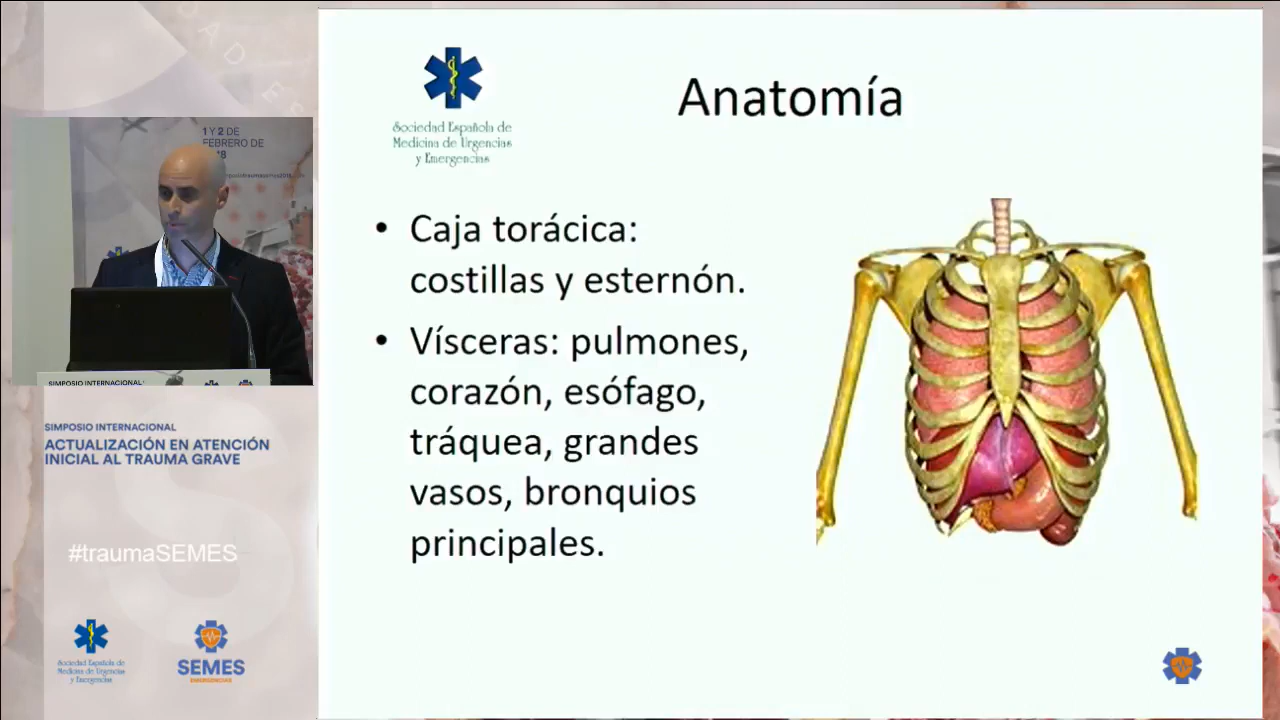 Anatomía
Sociedad Española de
Medicina de Urgencias
y Emergencias
• Caja torácica:
costillas y esternón.
• Vísceras: pulmones,
corazón, esófago,
tráquea, grandes
vasos, bronquios
principales.
1 Y 2 DE
FEBRERO DE
SIMPOSIO INTERNACIONAL
SIMPOSIO INTERNACIONAL
ACTUALIZACIÓN EN ATENCIÓN
INICIAL AL TRAUMA GRAVE
#traumaSEMES
Sociedad Española de
Medicina de Urgencias
y Emergencias
SEMES
EMERGENCIAS